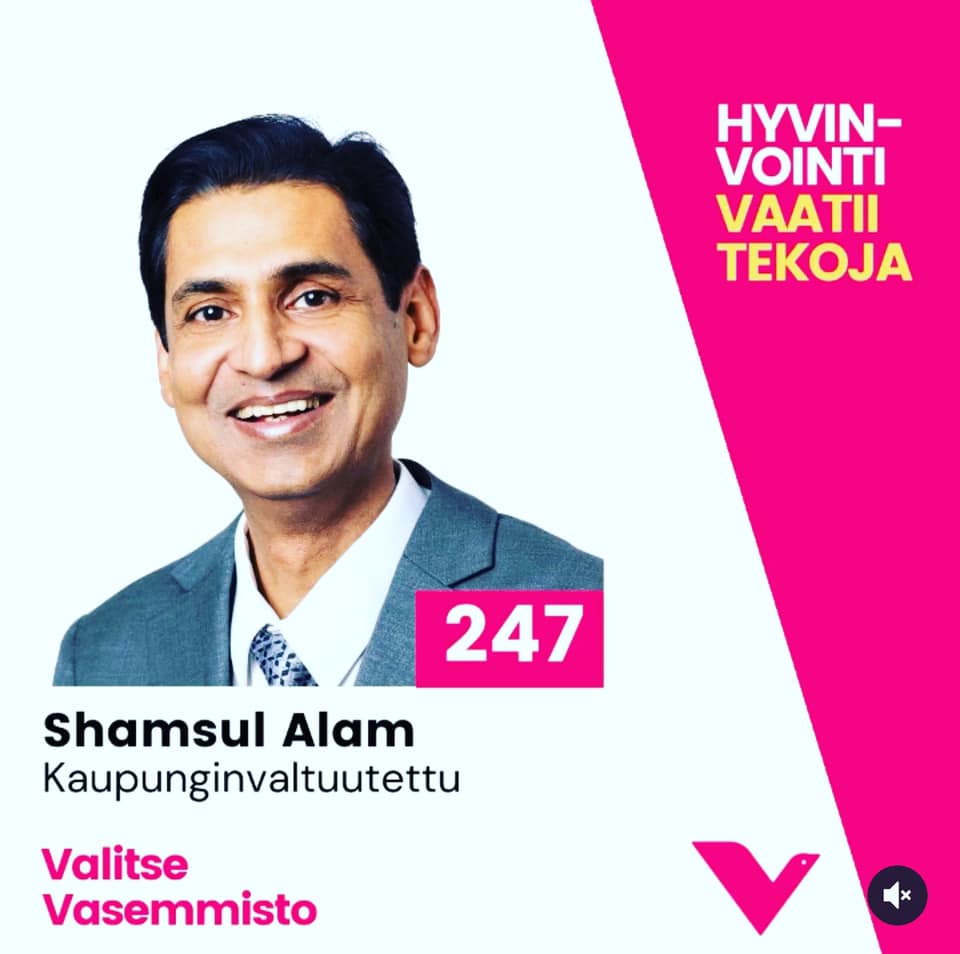 HYVIN-
VOINTI
VAATII
TEKOJA
247
Shamsul Alam
Kaupunginvaltuutettu
Valitse
Vasemmisto